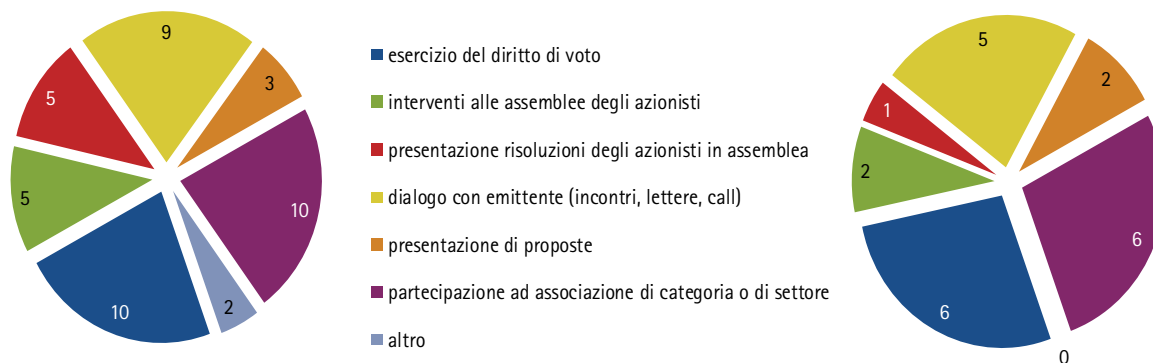 9
3
10
2
10
5
5
esercizio del diritto di voto
interventi alle assemblee degli azionisti
presentazione risoluzioni degli azionisti in assemblea
dialogo con emittente (incontri, lettere, call)
presentazione di proposte
partecipazione ad associazione di categoria o di settore
altro
5
2
6
0
6
2
1